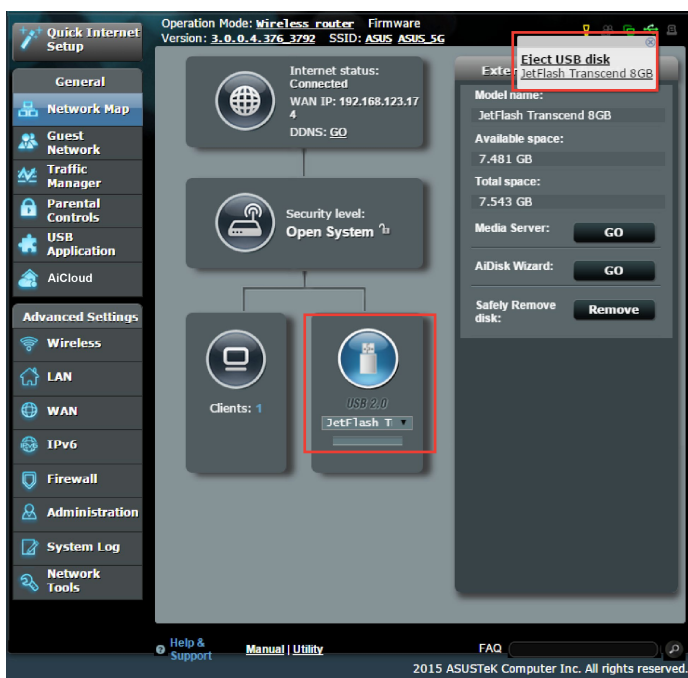 Quick Internet
Setup
Operation Mode: Wireless router Firmware
Version: 3.0.0.4.376_3792 SSID: ASUS ASUS_5G
General
Network Map
Guest
Network
Traffic
Manager
Parental
Controls
USB
Application
AiCloud
Advanced Settings
Wireless
LAN
WAN
IPv6
Firewall
Administration
System Log
Network
Tools
Internet status:
Connected
WAN IP: 192.168.123.17
4
DDNS: GO
Security level:
Open System
Clients: 1
USB 2.0
JetFlash T
Eject USB disk
JetFlash Transcend 8GB
Exter
Model name:
JetFlash Transcend 8GB
Available space:
7.481 GB
Total space:
7.543 GB
Media Server: GO
AiDisk Wizard: GO
Safely Remove
disk:
Remove
Help &
Support
Manual | Utility
FAQ
2015 ASUSTeK Computer Inc. All rights reserved.